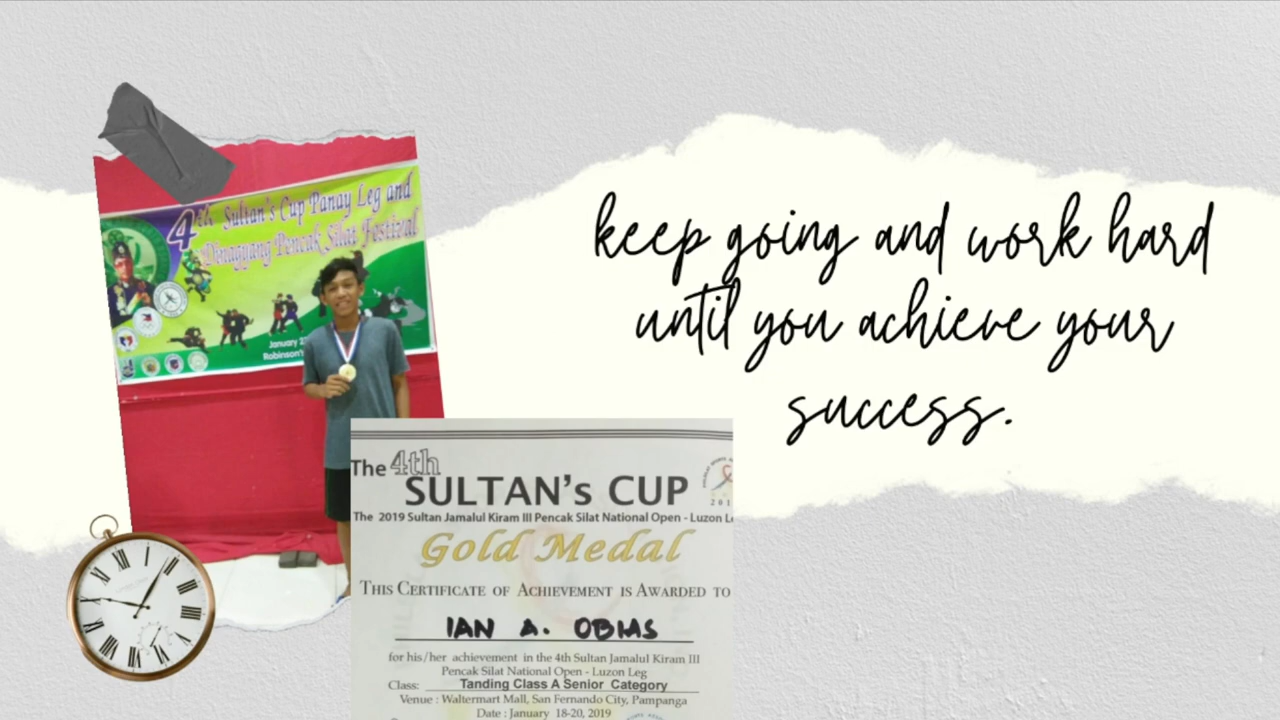 4th Sultan's Cup Panay Leg and
Dinagyang Pencak Silat Festival
January
Robinson's
keep going and work hard
until you achieve your
success.
The 4th
SULTAN's CUP
The 2019 Sultan Jamalul Kiram III Pencak Silat National Open - Luzon
Gold Medal
THIS CERTIFICATE OF ACHIEVEMENT IS AWARDED TO
IAN A. OBIAS
for his/her achievement in the 4th Sultan Jamalul Kiram III
Pencak Silat National Open - Luzon Leg
Class: Tanding Class A Senior Category
Venue : Waltermart Mall, San Fernando City, Pampanga
Date : January 18-20, 2019